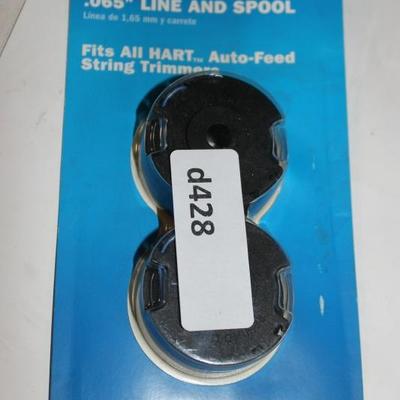 .065" LINE AND SPOOL
Línea de 1,65 mm y carrete
Fits All HART™ Auto-Feed
String Trimmers
d428